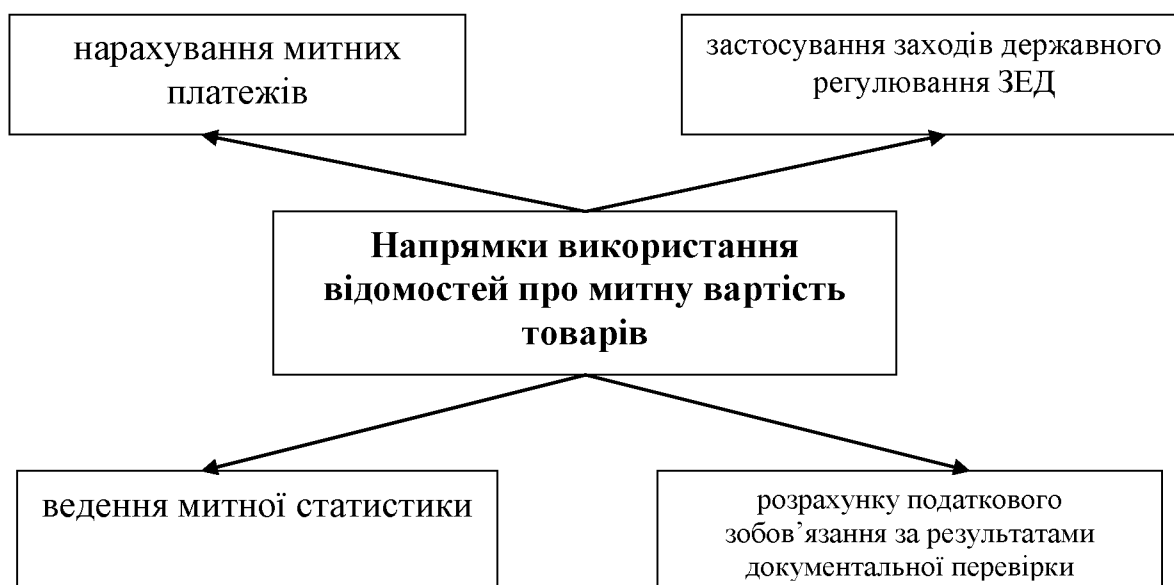 нарахування митних
платежів
застосування заходів державного
регулювання ЗЕД
Напрямки використання
відомостей про митну вартість
товарів
ведення митної статистики
розрахунку податкового
зобов’язання за результатами
документальної перевірки